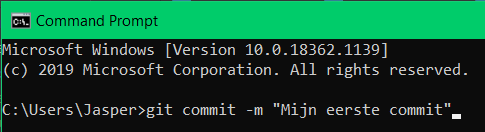 Command Prompt
Microsoft Windows [Version 10.0.18362.1139]
(c) 2019 Microsoft Corporation. All rights reserved.
C:\Users\Jasper>git commit -m "Mijn eerste commit"